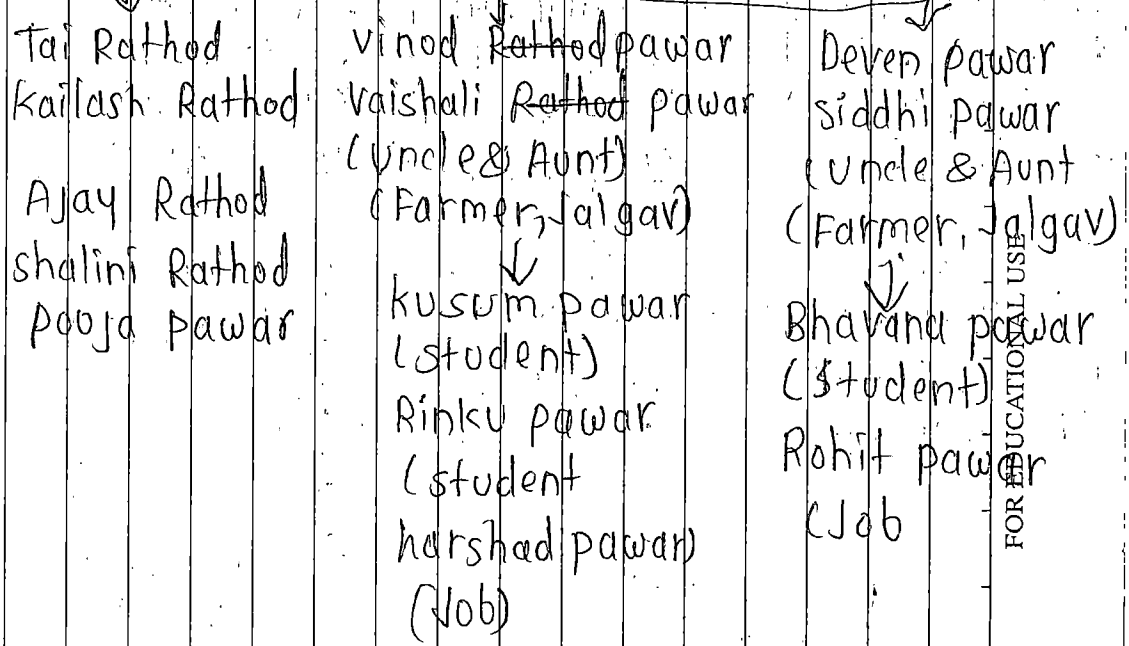 Tai Rathod
Kailash Rathod
Ajay Rathod
shalini Rathod
pooja pawar
vinod Rathod pawar
vaishali Rathod pawar
(Uncle & Aunt)
(Farmer, Jalgav)
kusum pawar
(student)
Rinku pawar
(student
harshad pawar)
(Job)
Deven pawar
siddhi pawar
(Uncle & Aunt
(Farmer, Jalgav)
Bhavana pawar
(student)
Rohit pawar
(Job
FOR EDUCATIONAL USE